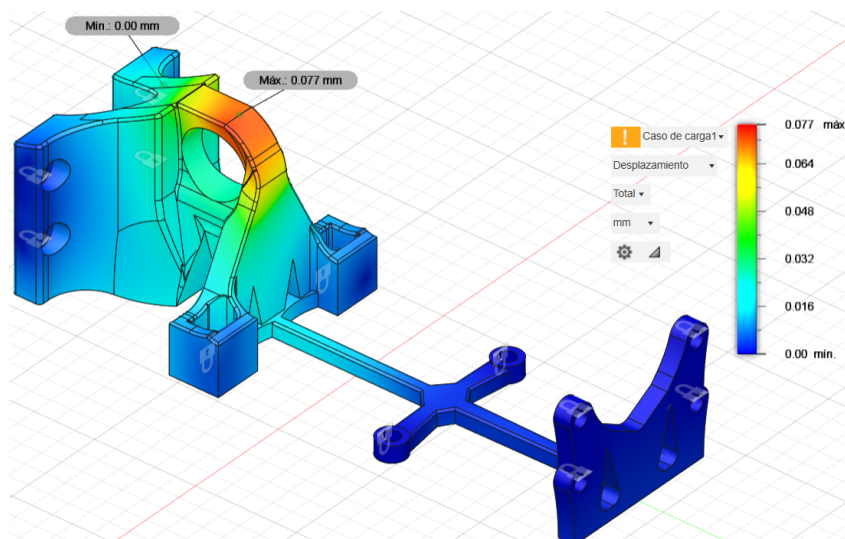 Mín.: 0.00 mm
Máx.: 0.077 mm
Caso de carga1
Desplazamiento
Total
mm
0.077 máx
0.064
0.048
0.032
0.016
0.00 mín.